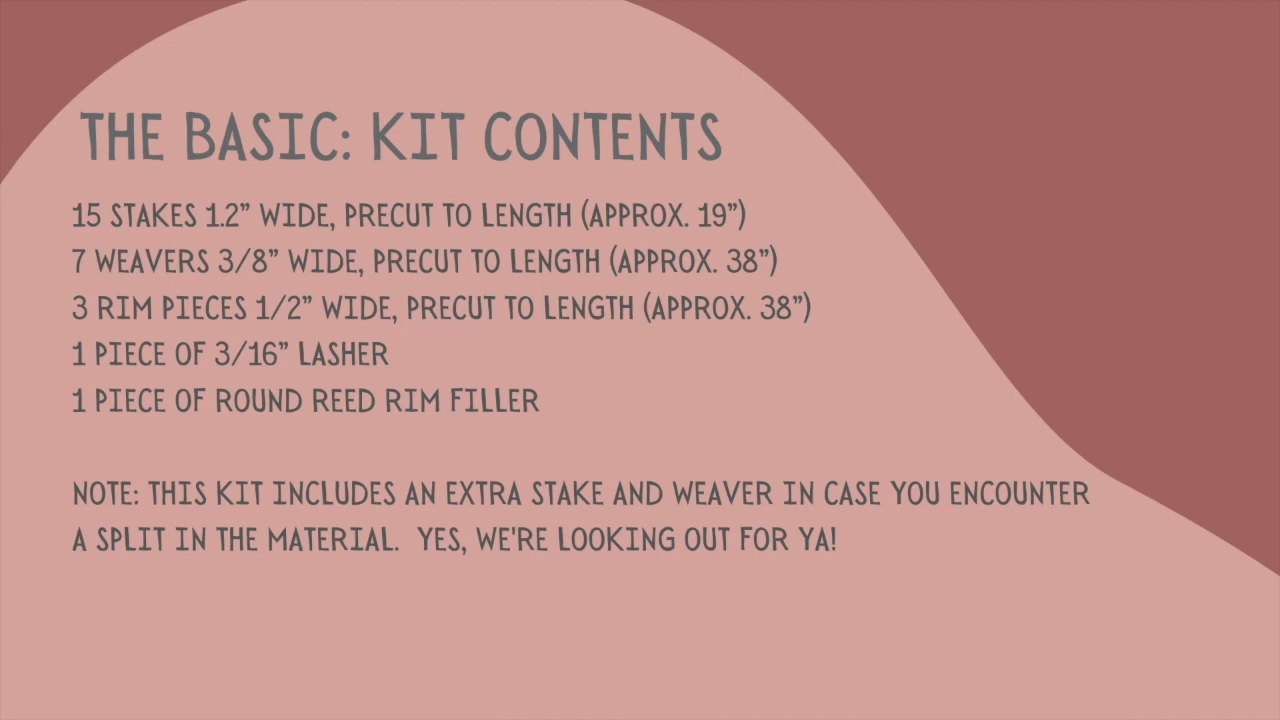 THE BASIC: KIT CONTENTS
15 STAKES 1.2” WIDE, PRECUT TO LENGTH (APPROX. 19”)
7 WEAVERS 3/8” WIDE, PRECUT TO LENGTH (APPROX. 38”)
3 RIM PIECES 1/2” WIDE, PRECUT TO LENGTH (APPROX. 38”)
1 PIECE OF 3/16” LASHER
1 PIECE OF ROUND REED RIM FILLER
NOTE: THIS KIT INCLUDES AN EXTRA STAKE AND WEAVER IN CASE YOU ENCOUNTER
A SPLIT IN THE MATERIAL.  YES, WE'RE LOOKING OUT FOR YA!